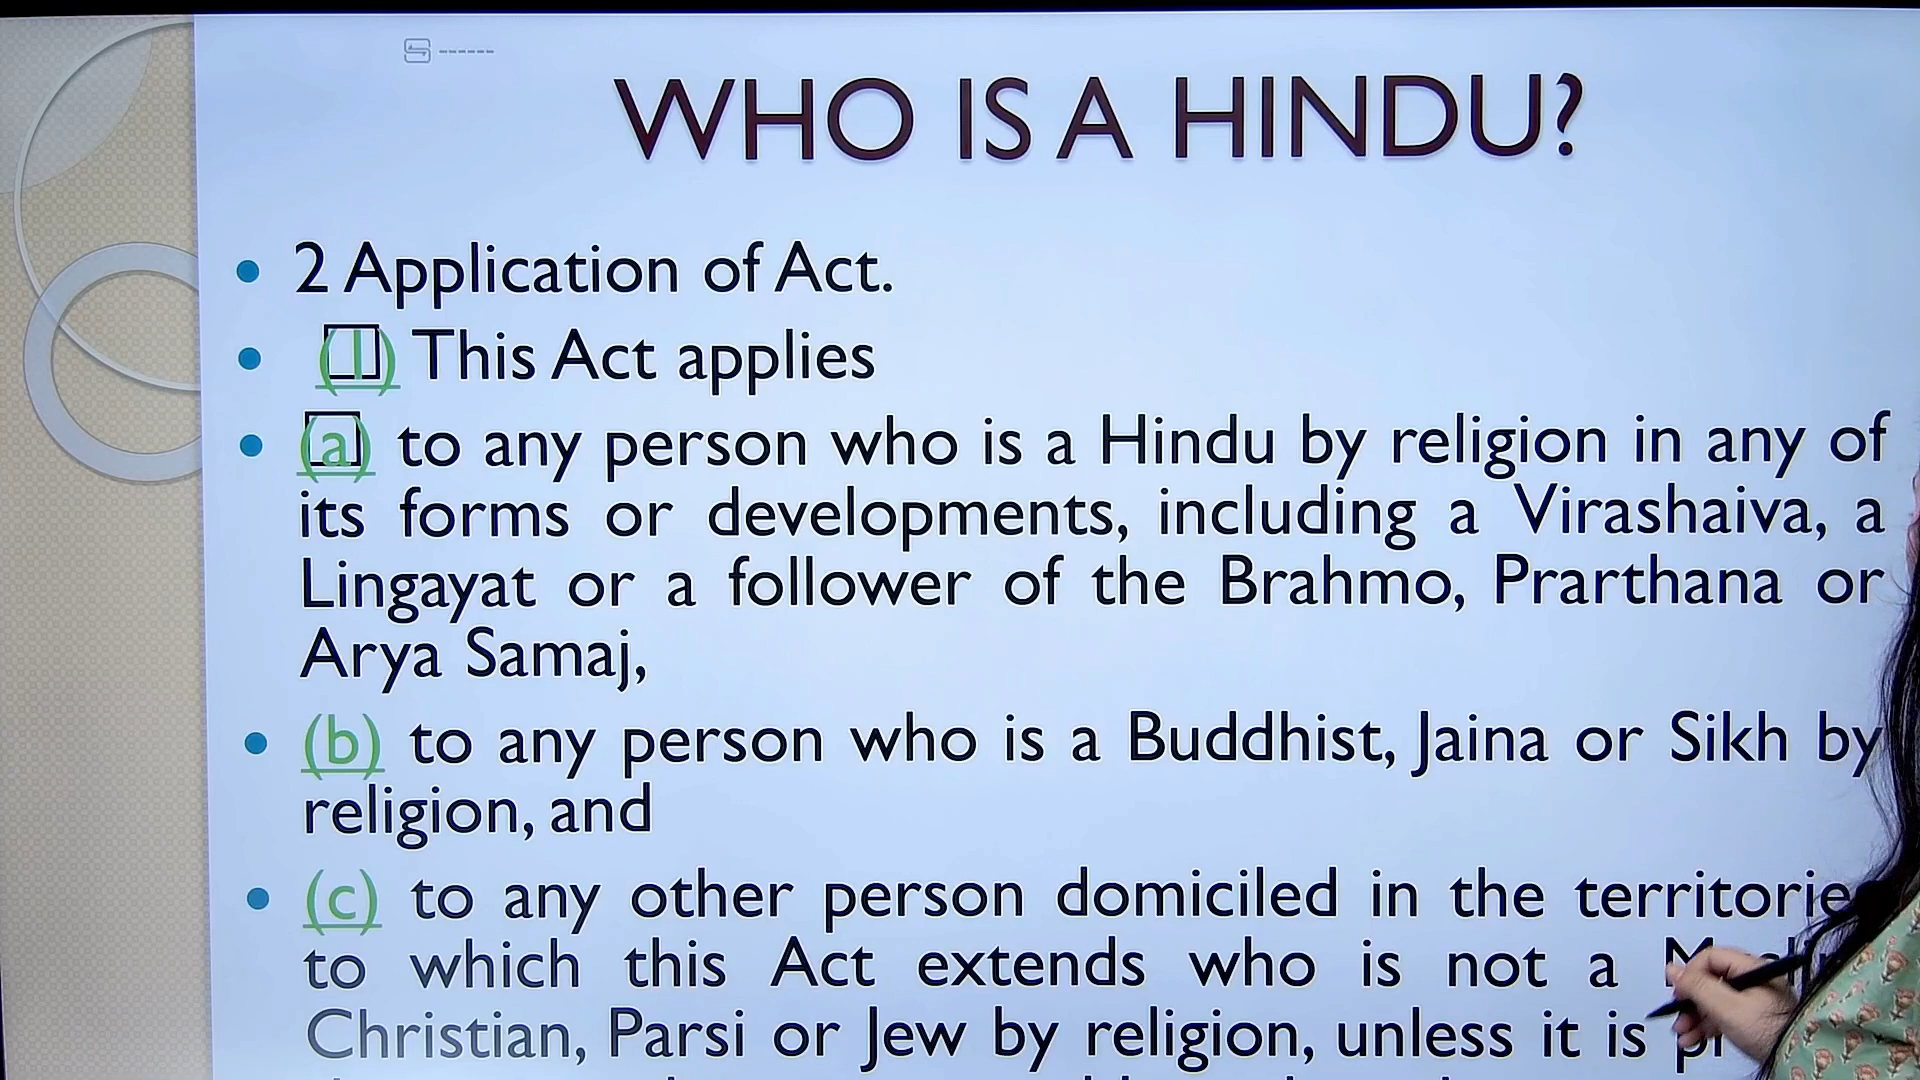 WHO IS A HINDU?
2 Application of Act.
(1) This Act applies
(a) to any person who is a Hindu by religion in any of
its forms or developments, including a Virashaiva, a
Lingayat or a follower of the Brahmo, Prarthana or
Arya Samaj,
(b) to any person who is a Buddhist, Jaina or Sikh by
religion, and
(c) to any other person domiciled in the
to which this Act extends who is not a
Christian, Parsi or Jew by religion, unless it is